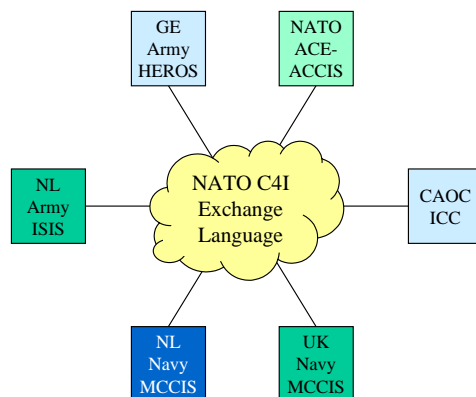 GE
Army
HEROS
NATO
ACE-
ACCIS
NL
Army
ISIS
NATO C4I
Exchange
Language
CAOC
ICC
NL
Navy
MCCIS
UK
Navy
MCCIS